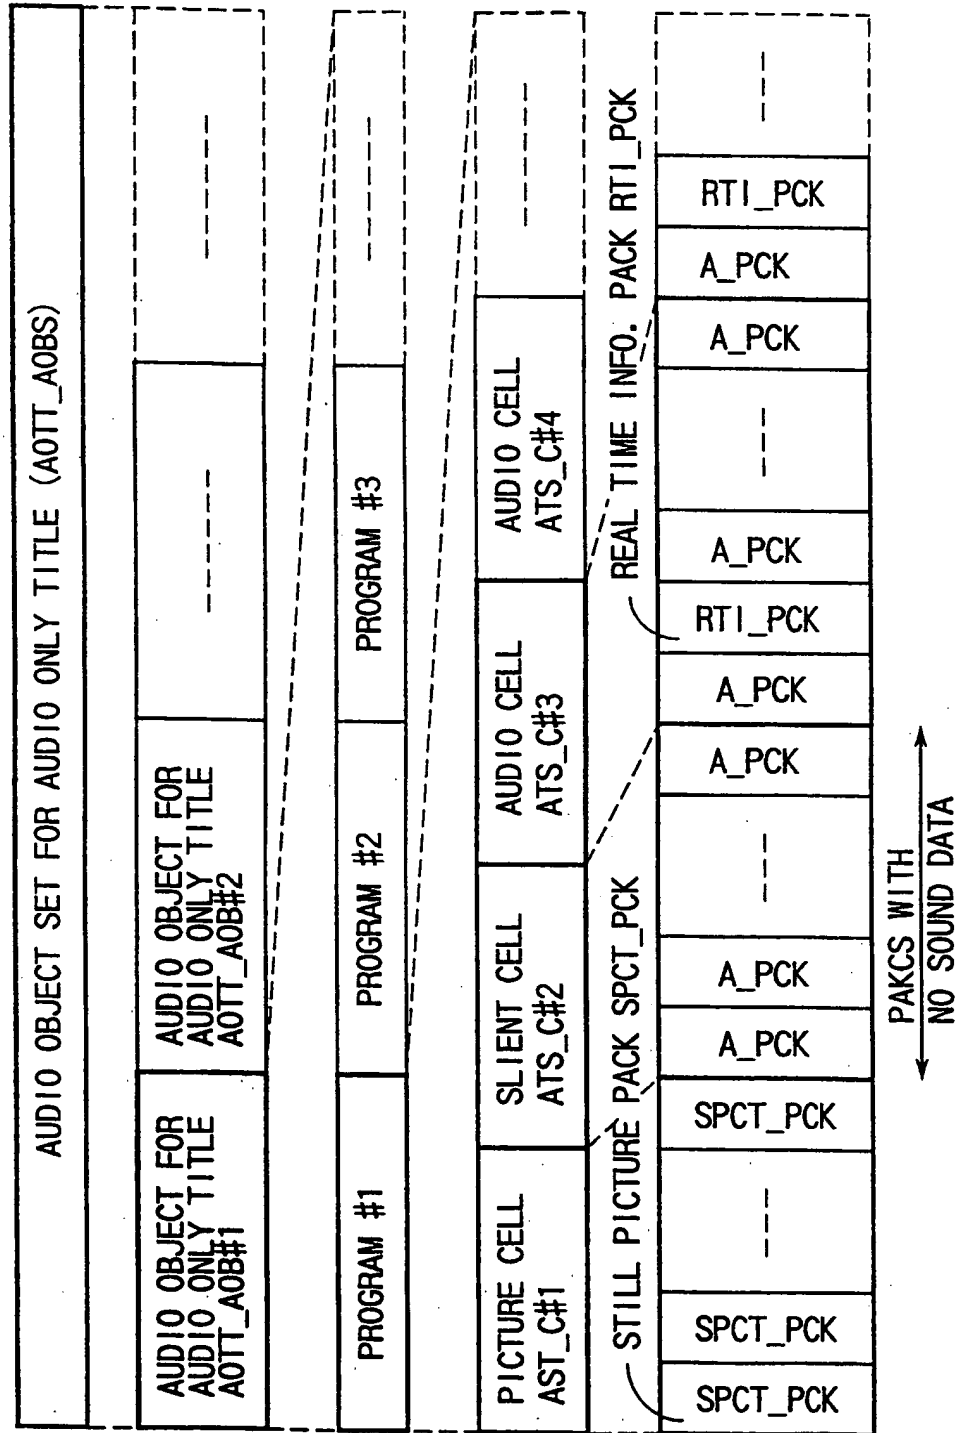 AUDIO OBJECT SET FOR AUDIO ONLY TITLE (AOTT_AOBS)
AUDIO OBJECT FOR
AUDIO ONLY TITLE
AOTT_AOB#1
AUDIO OBJECT FOR
AUDIO ONLY TITLE
AOTT_AOB#2
PROGRAM #1
PROGRAM #2
PROGRAM #3
PICTURE CELL
AST_C#1
SLIENT CELL
ATS_C#2
AUDIO CELL
ATS_C#3
AUDIO CELL
ATS_C#4
STILL PICTURE PACK SPCT_PCK
REAL TIME INFO. PACK RTI_PCK
SPCT_PCK
SPCT_PCK
SPCT_PCK
A_PCK
A_PCK
A_PCK
A_PCK
RTI_PCK
A_PCK
A_PCK
A_PCK
RTI_PCK
PAKCS WITH
NO SOUND DATA